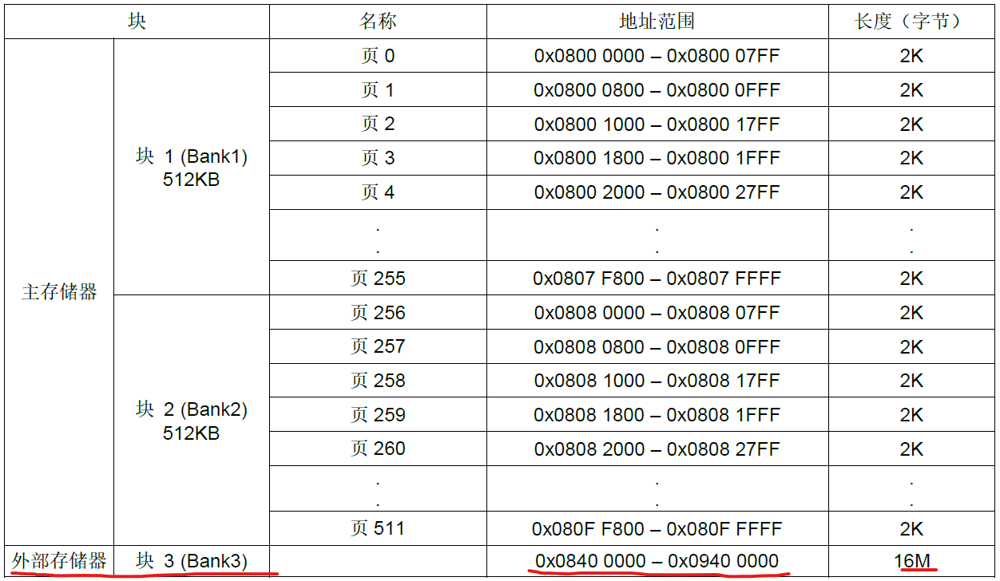 块 名称 地址范围 长度（字节）
主存储器 块 1 (Bank1) 512KB 页 0 0x0800 0000 – 0x0800 07FF 2K
页 1 0x0800 0800 – 0x0800 0FFF 2K
页 2 0x0800 1000 – 0x0800 17FF 2K
页 3 0x0800 1800 – 0x0800 1FFF 2K
页 4 0x0800 2000 – 0x0800 27FF 2K
. . .
. . .
页 255 0x0807 F800 – 0x0807 FFFF 2K
块 2 (Bank2) 512KB 页 256 0x0808 0000 – 0x0808 07FF 2K
页 257 0x0808 0800 – 0x0808 0FFF 2K
页 258 0x0808 1000 – 0x0808 17FF 2K
页 259 0x0808 1800 – 0x0808 1FFF 2K
页 260 0x0808 2000 – 0x0808 27FF 2K
. . .
. . .
页 511 0x080F F800 – 0x080F FFFF 2K
外部存储器 块 3 (Bank3) 0x0840 0000 – 0x0940 0000 16M